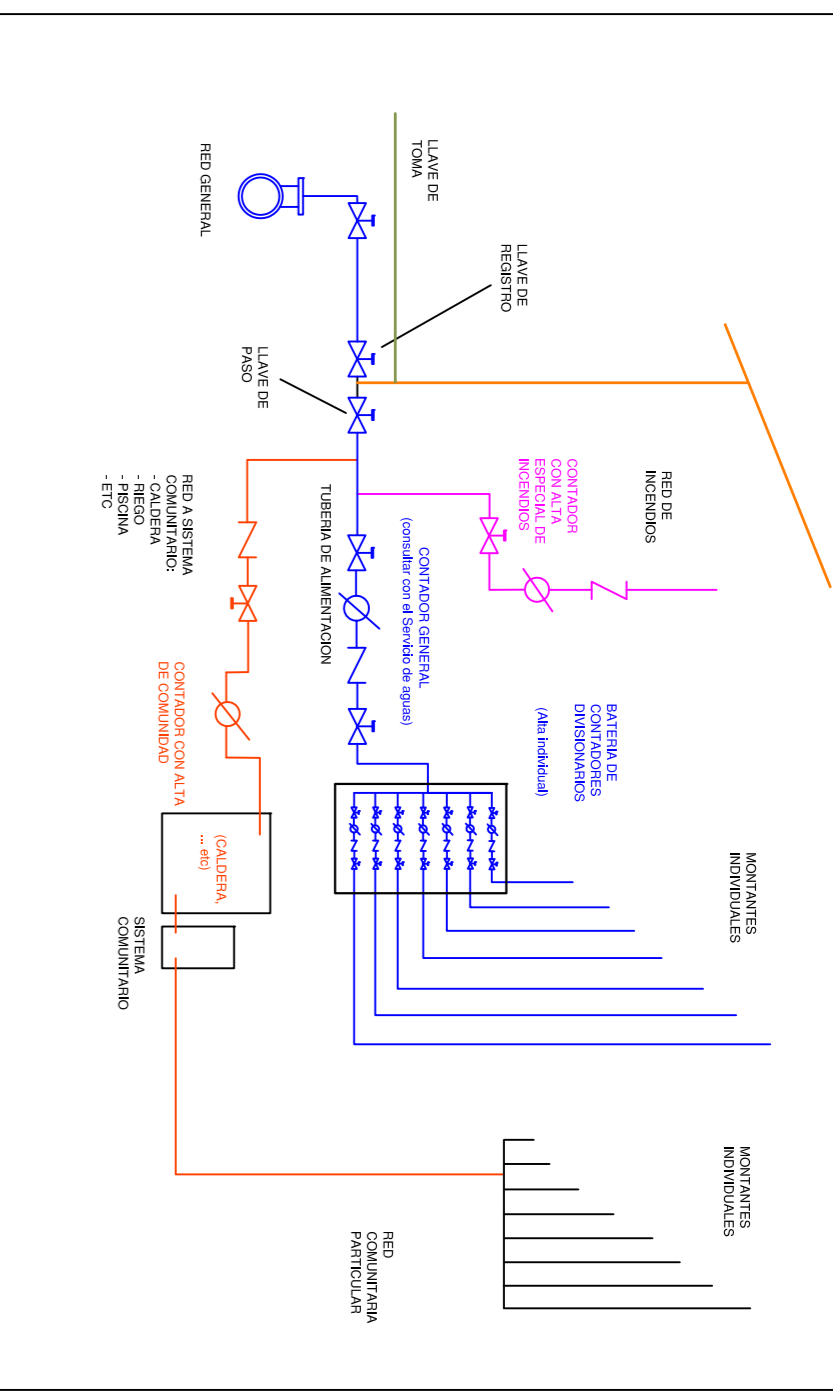 RED GENERAL
LLAVE DE
TOMA
LLAVE DE
REGISTRO
LLAVE DE
PASO
RED A SISTEMA
COMUNITARIO:
- CALDERA
- RIEGO
- PISCINA
- ETC
TUBERIA DE ALIMENTACION
CONTADOR GENERAL
(consultar con el Servicio de aguas)
CONTADOR
CON ALTA
ESPECIAL DE
INCENDIOS
RED DE
INCENDIOS
CONTADOR CON ALTA
DE COMUNIDAD
BATERIA DE
CONTADORES
DIVISIONARIOS
(Alta individual)
(CALDERA,
... etc)
SISTEMA
COMUNITARIO
MONTANTES
INDIVIDUALES
MONTANTES
INDIVIDUALES
RED
COMUNITARIA
PARTICULAR